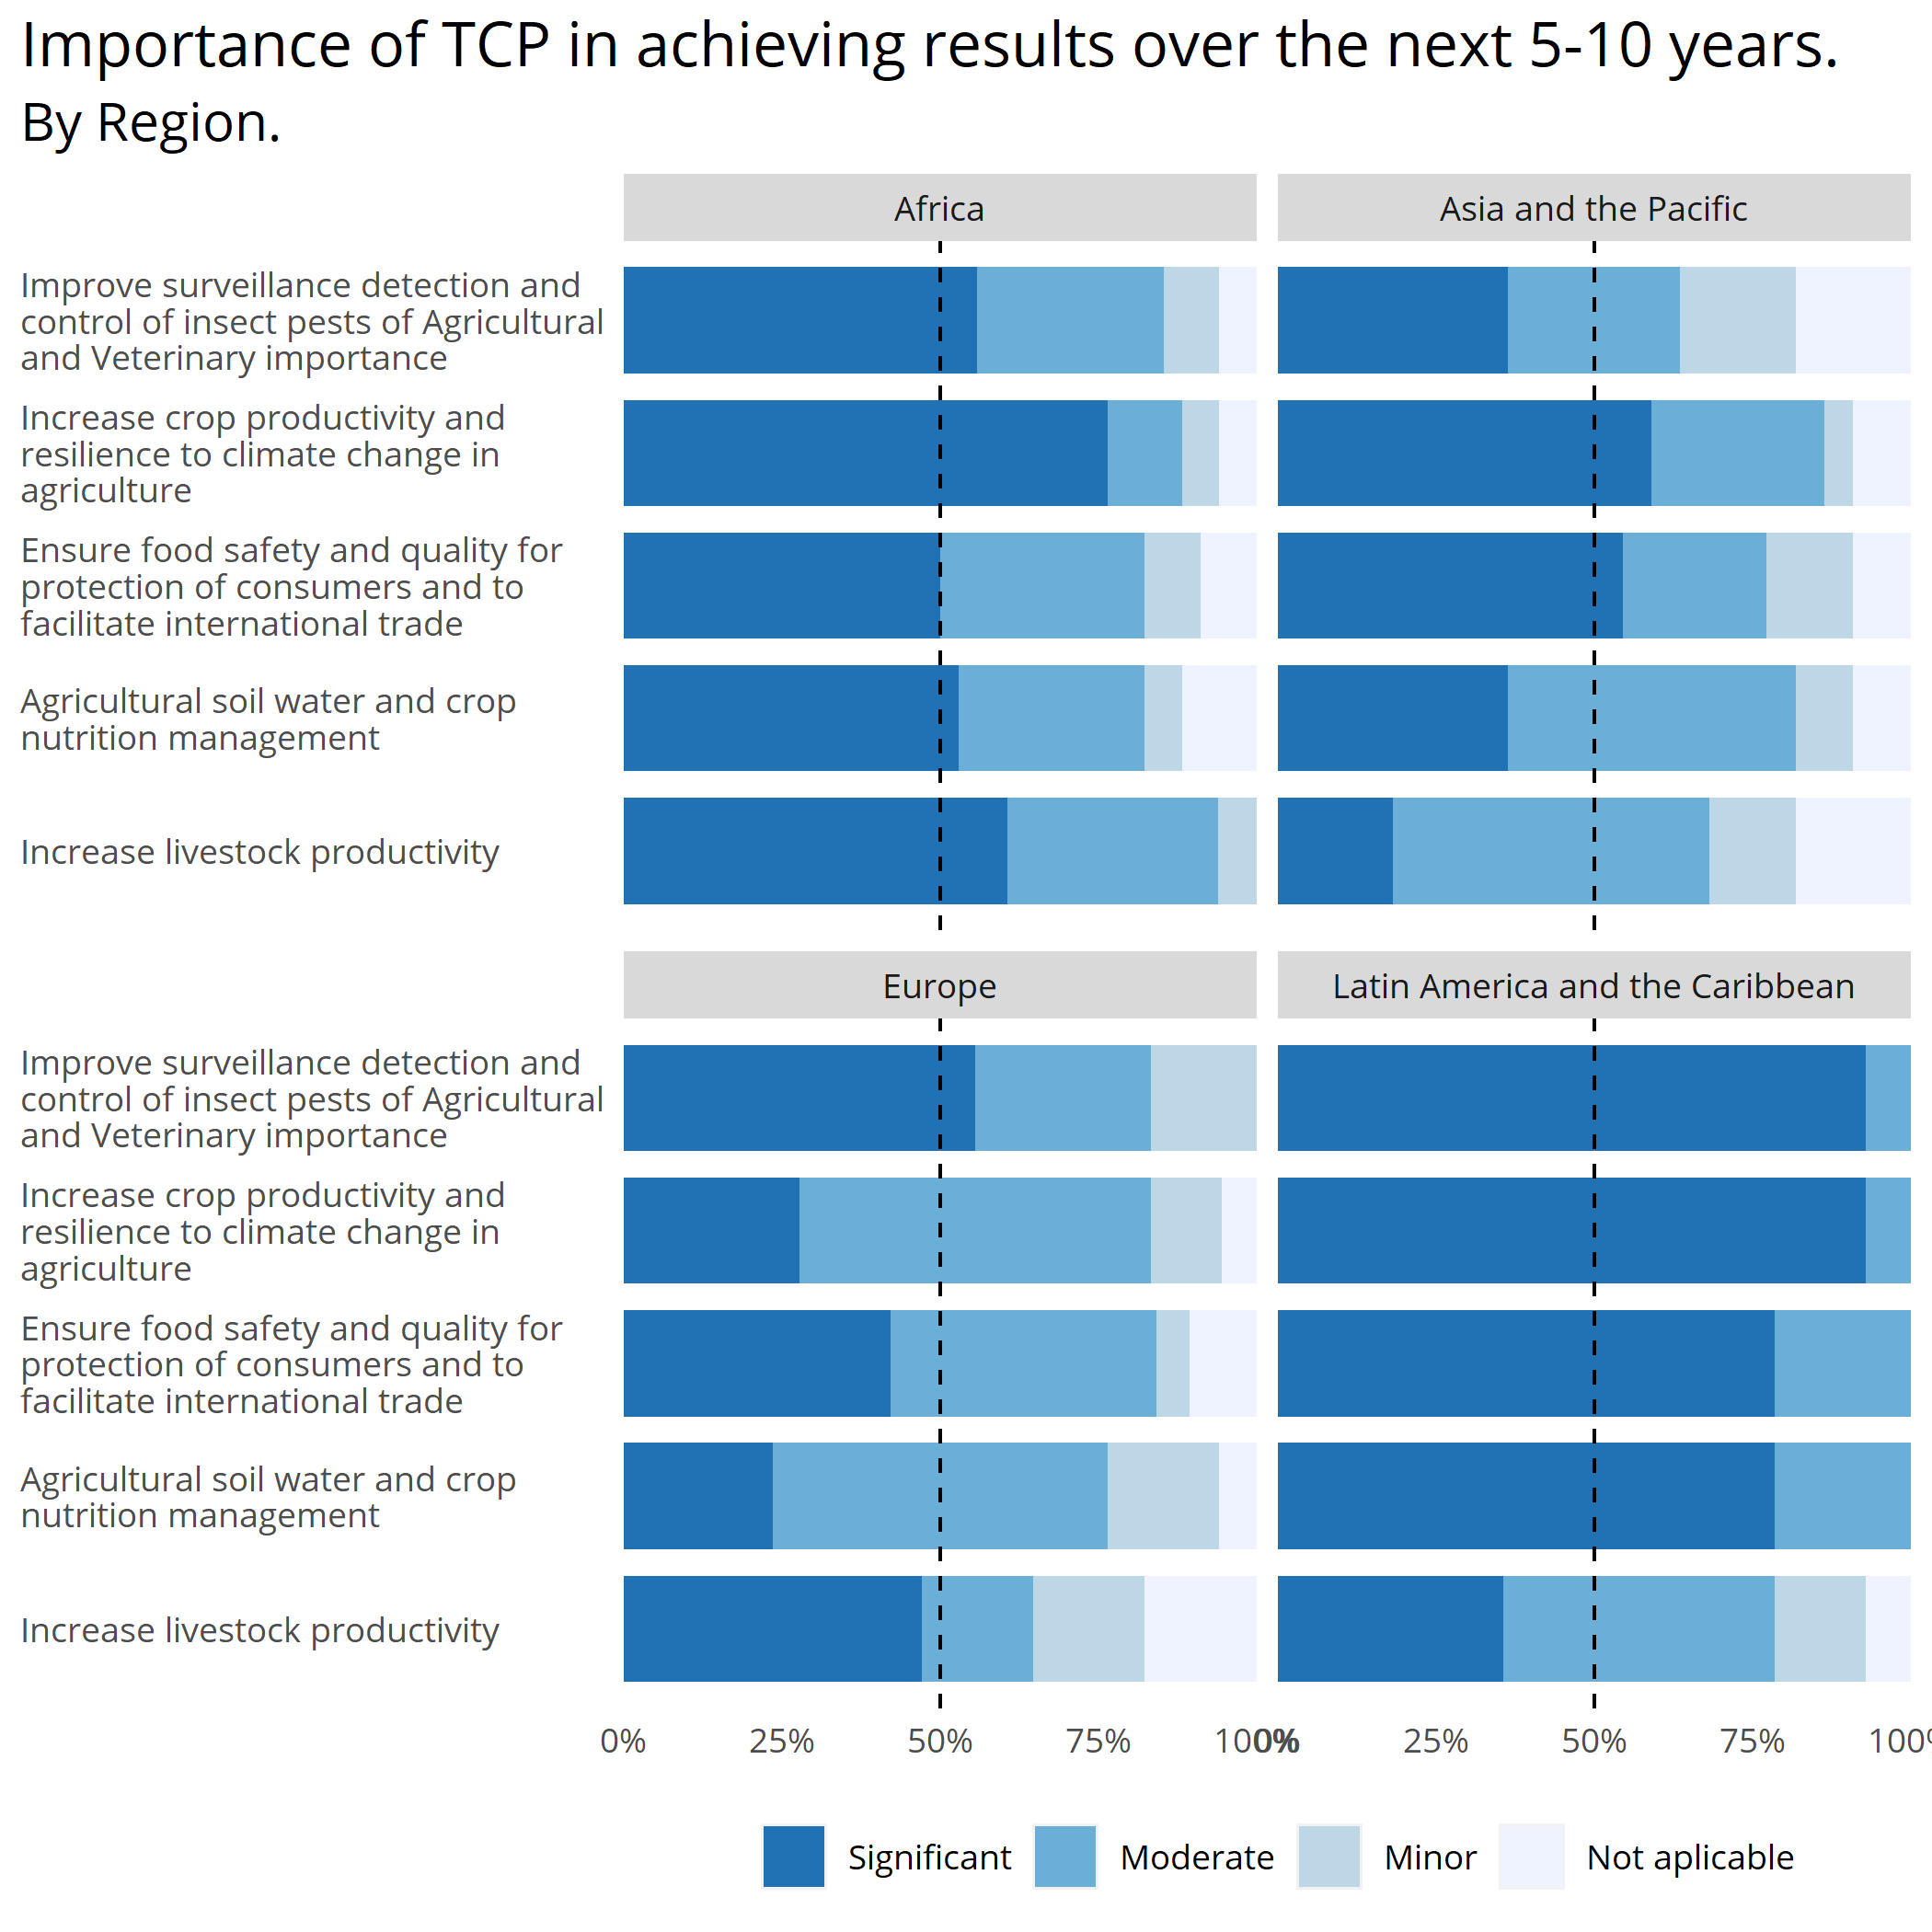 Importance of TCP in achieving results over the next 5-10 years.
By Region.
Africa
Asia and the Pacific
Improve surveillance detection and
control of insect pests of Agricultural
and Veterinary importance
Increase crop productivity and
resilience to climate change in
agriculture
Ensure food safety and quality for
protection of consumers and to
facilitate international trade
Agricultural soil water and crop
nutrition management
Increase livestock productivity
Europe
Latin America and the Caribbean
Improve surveillance detection and
control of insect pests of Agricultural
and Veterinary importance
Increase crop productivity and
resilience to climate change in
agriculture
Ensure food safety and quality for
protection of consumers and to
facilitate international trade
Agricultural soil water and crop
nutrition management
Increase livestock productivity
0% 25% 50% 75% 100% 0% 25% 50% 75% 100%
Significant Moderate Minor Not aplicable